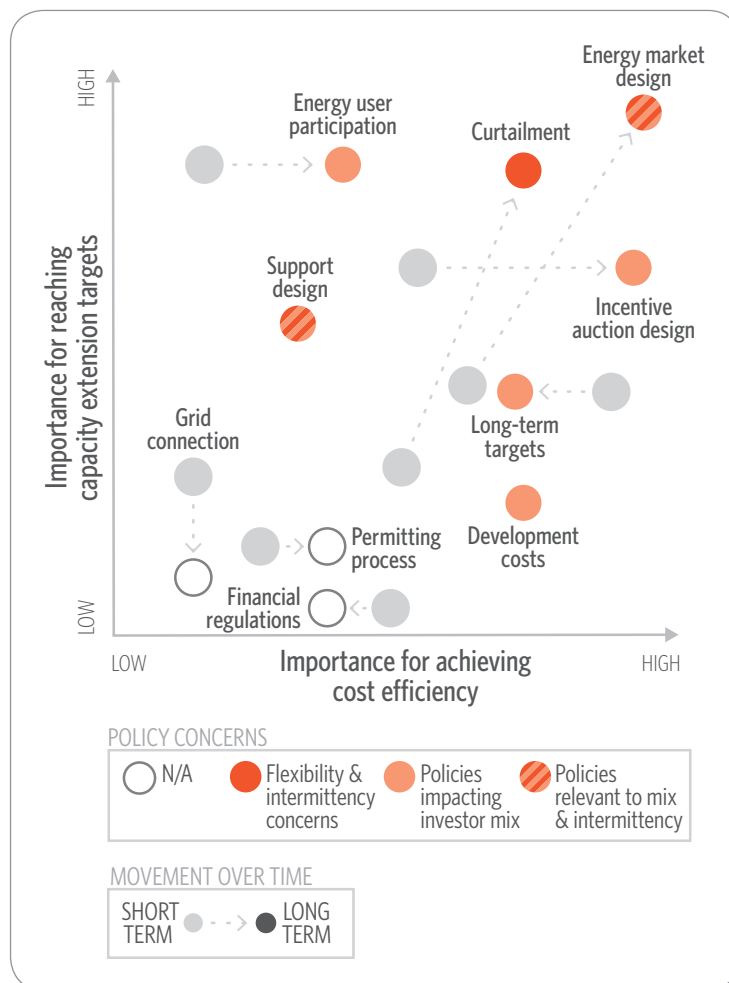 Energy market
design
HIGH
Energy user
participation
Curtailment
Importance for reaching
capacity extension targets
Support
design
Incentive
auction design
Grid
connection
Long-term
targets
Permitting
process
Development
costs
Financial
regulations
LOW
LOW
Importance for achieving
cost efficiency
HIGH
POLICY CONCERNS
N/A
Flexibility &
intermittency
concerns
Policies
impacting
investor mix
Policies
relevant to mix
& intermittency
MOVEMENT OVER TIME
SHORT
TERM
LONG
TERM